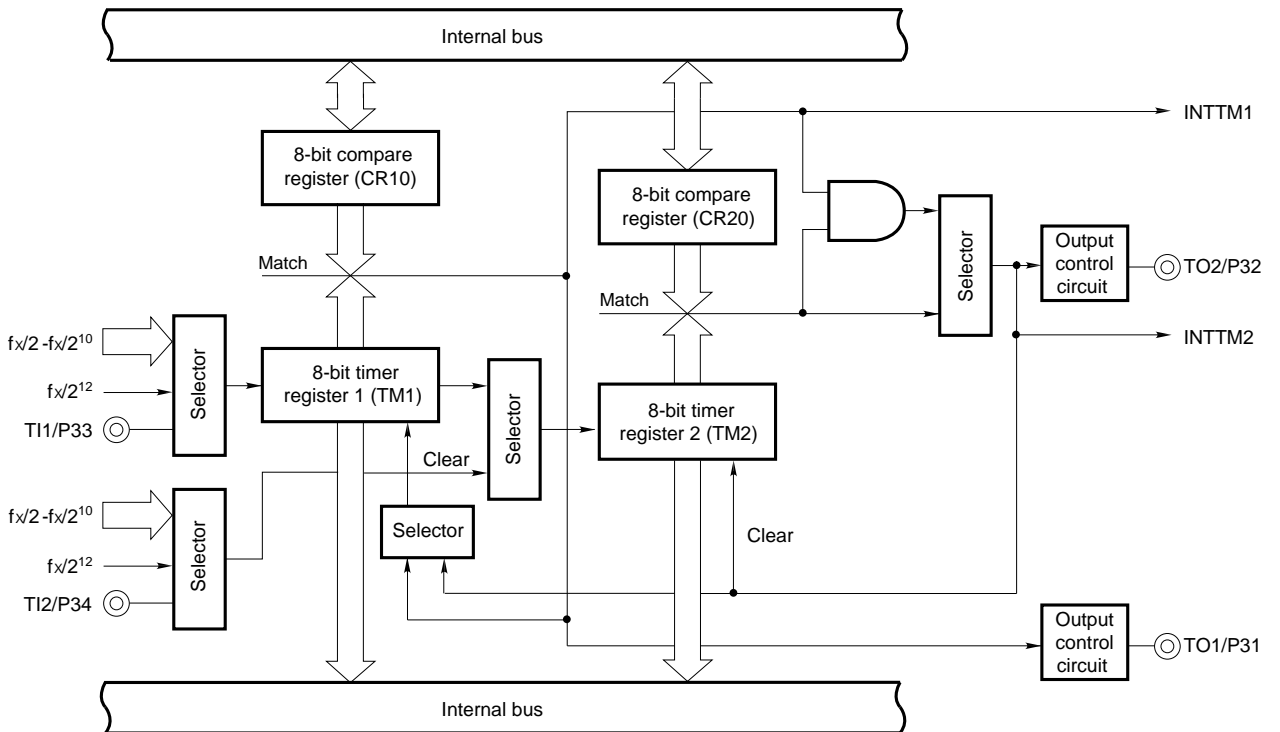 Internal bus
8-bit compare
register (CR10)
8-bit compare
register (CR20)
INTTM1
Selector
Output
control
circuit
TO2/P32
INTTM2
Match
Match
fx/2 -fx/2¹⁰
fx/2¹²
TI1/P33
Selector
8-bit timer
register 1 (TM1)
Selector
8-bit timer
register 2 (TM2)
Clear
fx/2 -fx/2¹⁰
fx/2¹²
TI2/P34
Selector
Selector
Clear
Output
control
circuit
TO1/P31
Internal bus